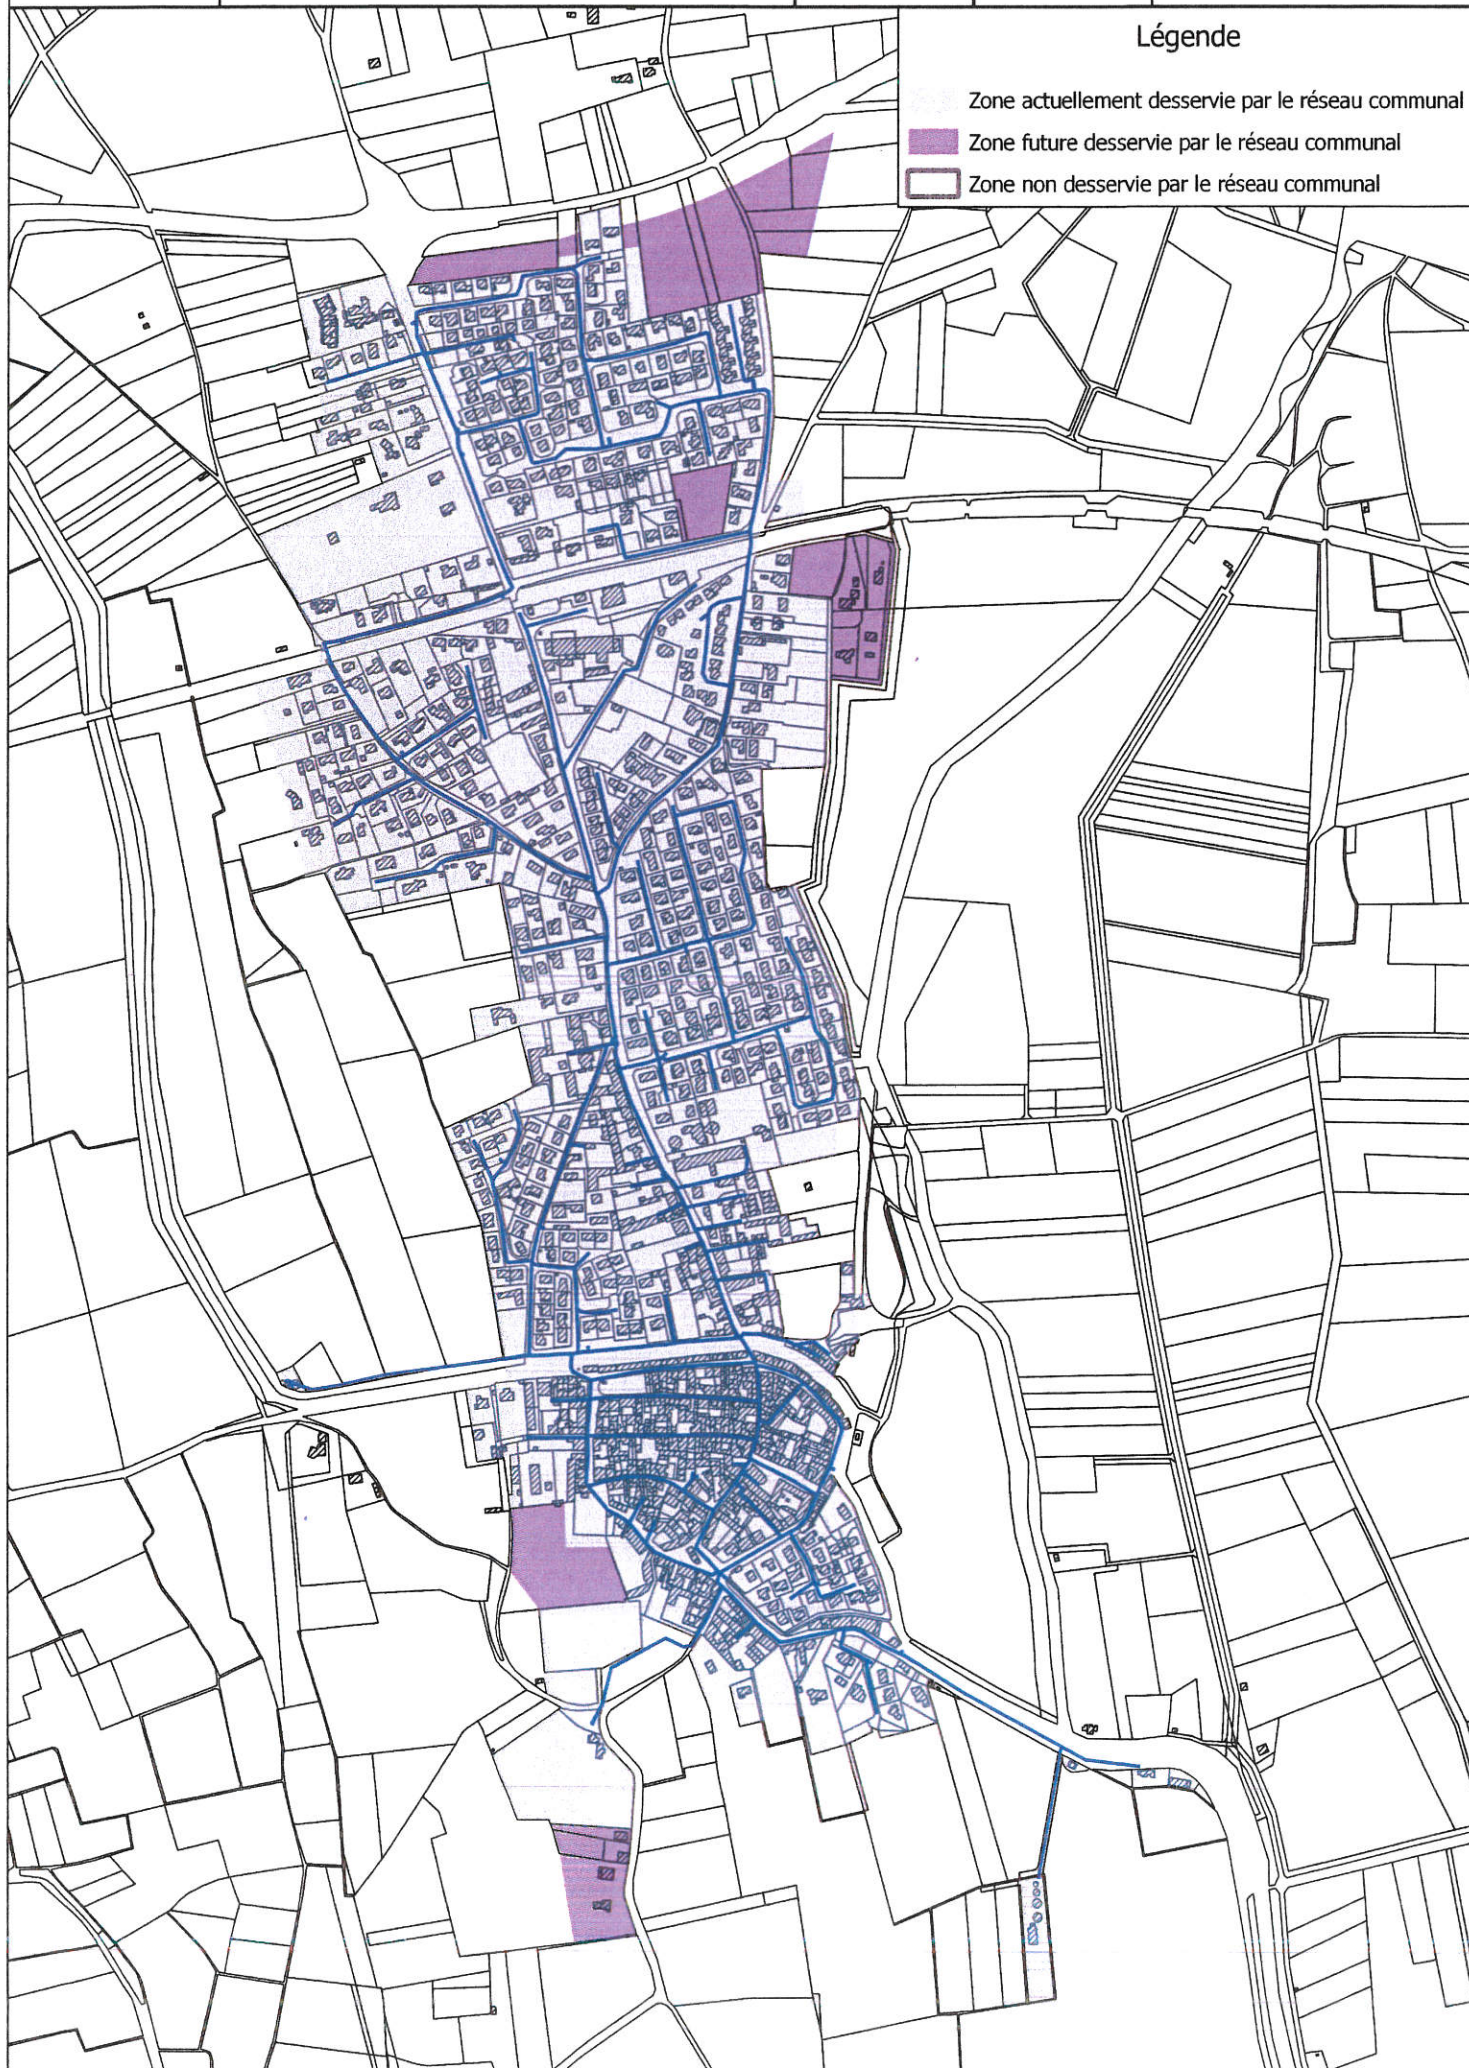 Légende
Zone actuellement desservie par le réseau communal
Zone future desservie par le réseau communal
Zone non desservie par le réseau communal